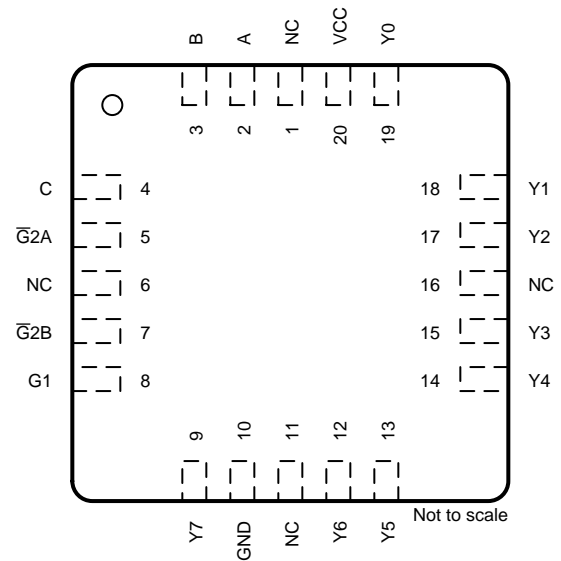 B A NC VCC Y0
3 2 1 20 19
C 4 18 Y1
G̅2A 5 17 Y2
NC 6 16 NC
G̅2B 7 15 Y3
G1 8 14 Y4
9 10 11 12 13
Y7 GND NC Y6 Y5
Not to scale